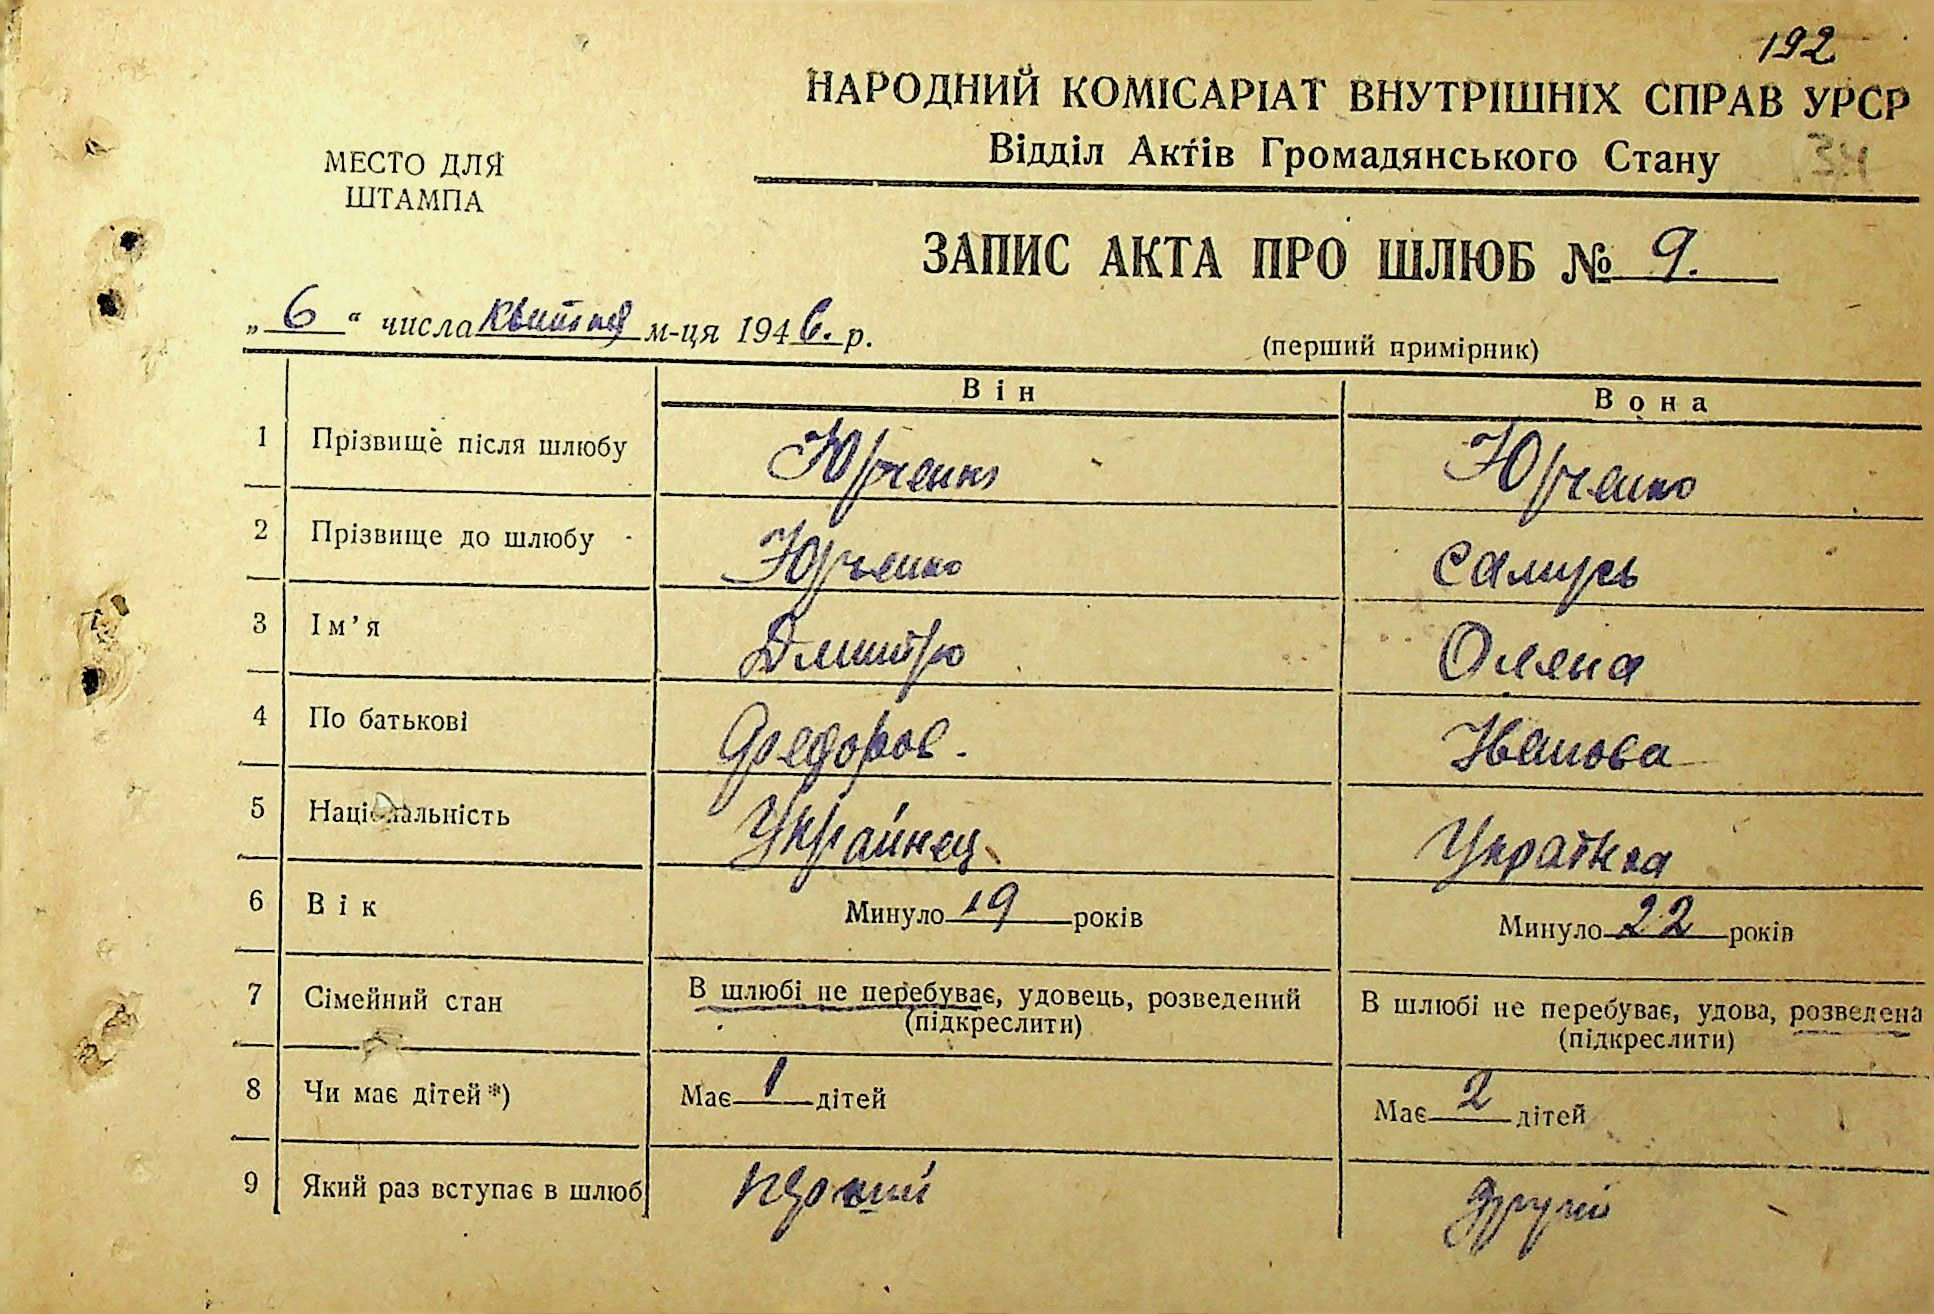 192
НАРОДНИЙ КОМІСАРІАТ ВНУТРІШНІХ СПРАВ УРСР
Відділ Актів Громадянського Стану
МЕСТО ДЛЯ
ШТАМПА
ЗАПИС АКТА ПРО ШЛЮБ № 9.
„ 6 “ числа квітня м-ця 1946. р.
(перший примірник)
Він Вона
1 Прізвище після шлюбу Юрченко Юрченко
2 Прізвище до шлюбу Юрченко Самусь
3 Ім’я Дмитро Олена
4 По батькові Федоров. Іванова
5 Національність Украінец Украінка
6 Вік Минуло 19 років Минуло 22 років
7 Сімейний стан В шлюбі не перебуває, удовець, розведений В шлюбі не перебуває, удова, розведена
(підкреслити) (підкреслити)
8 Чи має дітей *) Має 1 дітей Має 2 дітей
9 Який раз вступає в шлюб перший другий